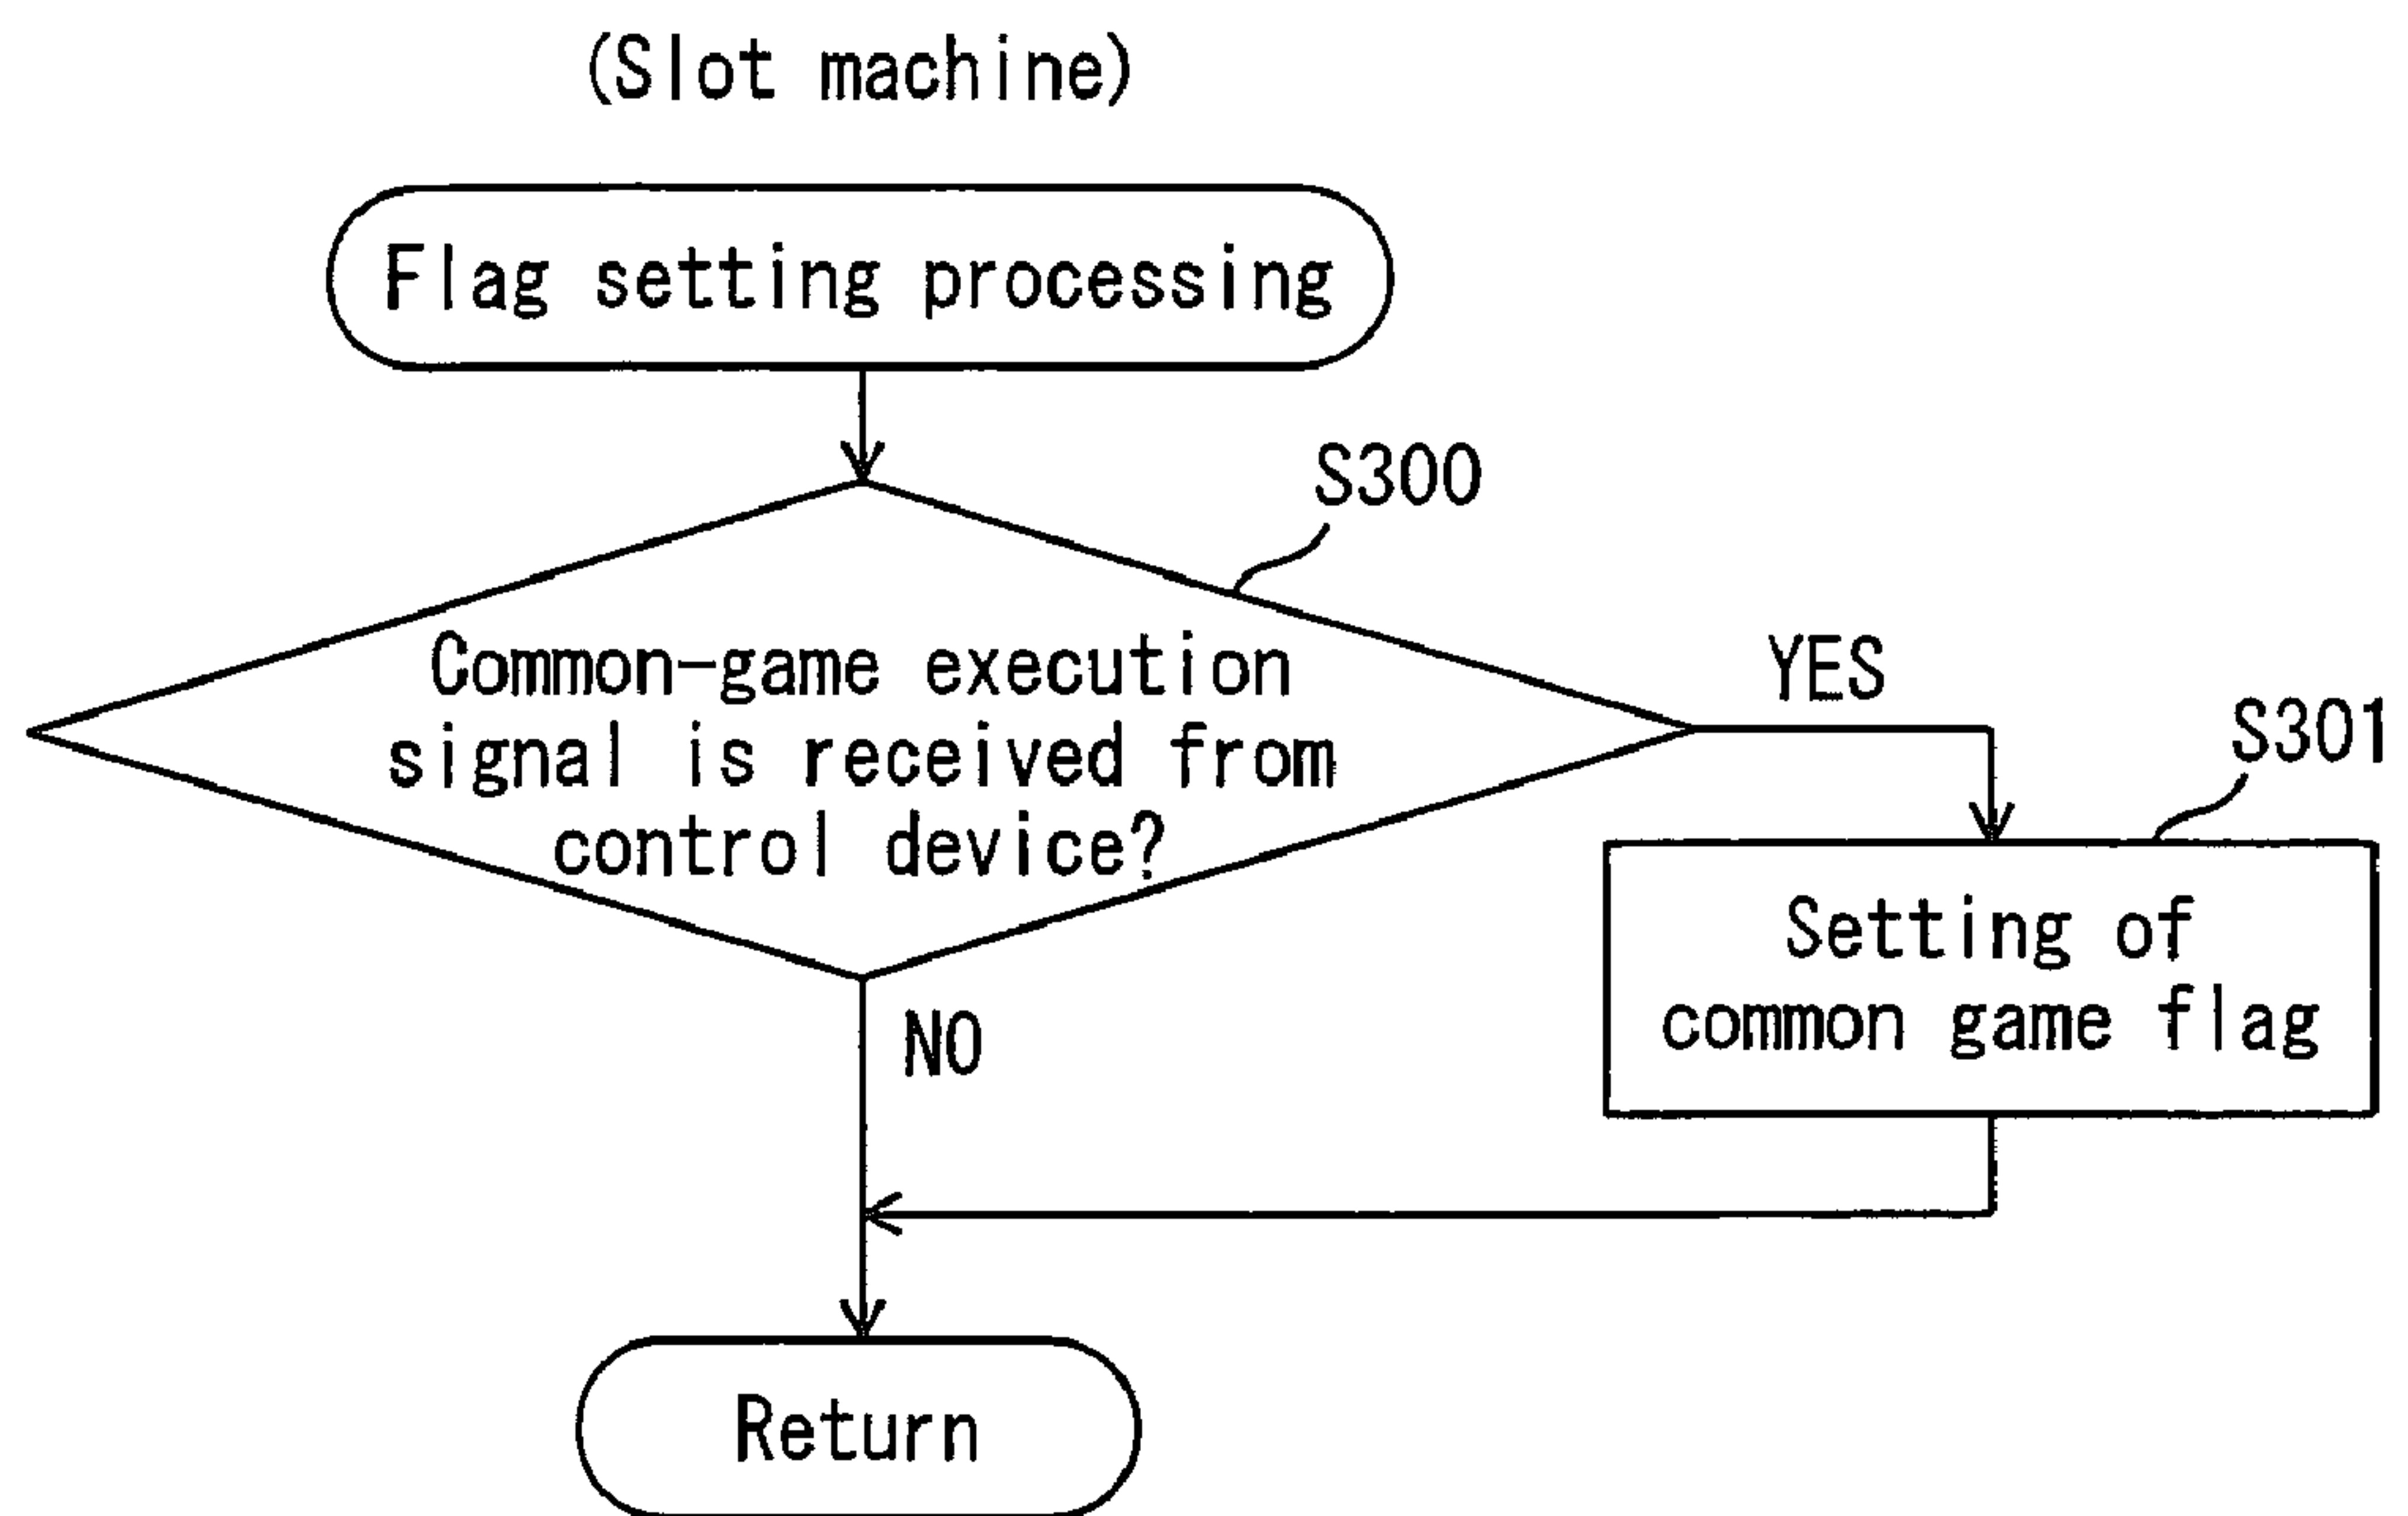 (Slot machine)
Flag setting processing
S300
Common-game execution
signal is received from
control device?
YES
S301
Setting of
common game flag
NO
Return